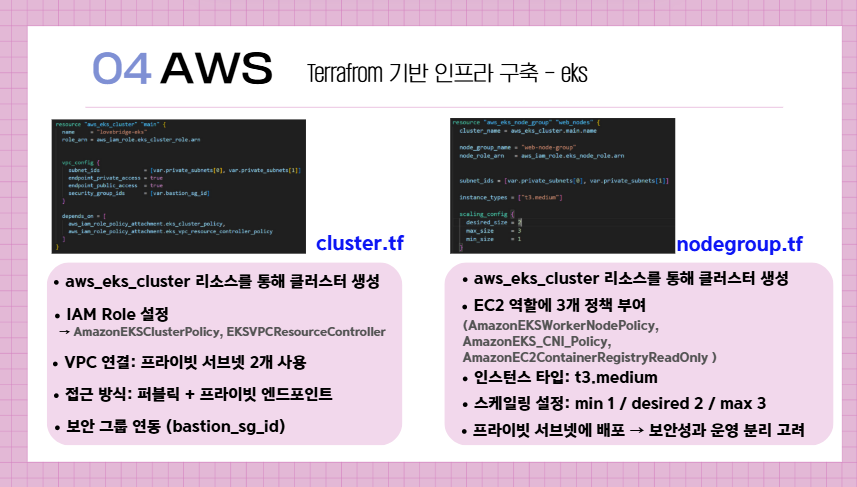 04 AWS
Terrafrom 기반 인프라 구축 - eks
resource "aws_eks_cluster" "main" {
name = "lovebridge-eks"
role_arn = aws_iam_role.eks_cluster_role.arn
vpc_config {
subnet_ids = [var.private_subnets[0], var.private_subnets[1]]
endpoint_private_access = true
endpoint_public_access = true
security_group_ids = [var.bastion_sg_id]
}
depends_on = [
aws_iam_role_policy_attachment.eks_cluster_policy,
aws_iam_role_policy_attachment.eks_vpc_resource_controller_policy
]
}
cluster.tf
• aws_eks_cluster 리소스를 통해 클러스터 생성
• IAM Role 설정
→ AmazonEKSClusterPolicy, EKSVPCResourceController
• VPC 연결: 프라이빗 서브넷 2개 사용
• 접근 방식: 퍼블릭 + 프라이빗 엔드포인트
• 보안 그룹 연동 (bastion_sg_id)
resource "aws_eks_node_group" "web_nodes" {
cluster_name = aws_eks_cluster.main.name
node_group_name = "web-node-group"
node_role_arn = aws_iam_role.eks_node_role.arn
subnet_ids = [var.private_subnets[0], var.private_subnets[1]]
instance_types = ["t3.medium"]
scaling_config {
desired_size = 2
max_size = 3
min_size = 1
}
nodegroup.tf
• aws_eks_cluster 리소스를 통해 클러스터 생성
• EC2 역할에 3개 정책 부여
(AmazonEKSWorkerNodePolicy,
AmazonEKS_CNI_Policy,
AmazonEC2ContainerRegistryReadOnly )
• 인스턴스 타입: t3.medium
• 스케일링 설정: min 1 / desired 2 / max 3
• 프라이빗 서브넷에 배포 → 보안성과 운영 분리 고려